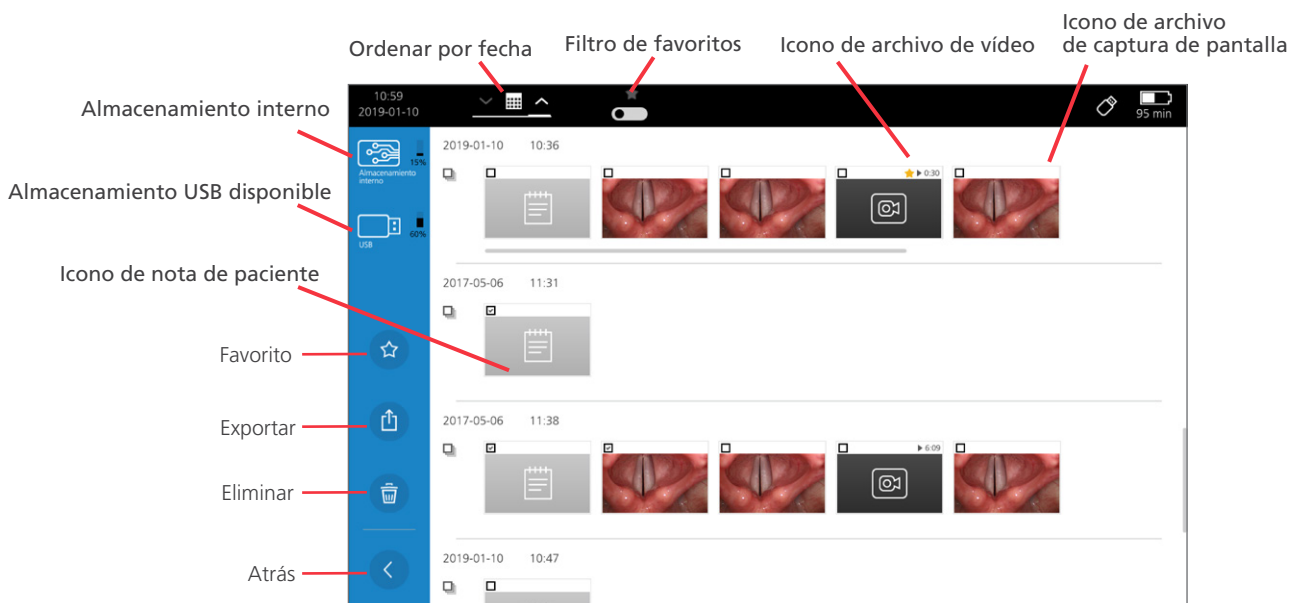 Icono de archivo
de captura de pantalla
Ordenar por fecha
Filtro de favoritos
Icono de archivo de vídeo
Almacenamiento interno
10:59
2019-01-10
95 min
2019-01-10 10:36
15%
Almacenamiento
interno
0:30
Almacenamiento USB disponible
60%
USB
Icono de nota de paciente
2017-05-06 11:31
Favorito
Exportar
2017-05-06 11:38
6:09
Eliminar
2019-01-10 10:47
Atrás